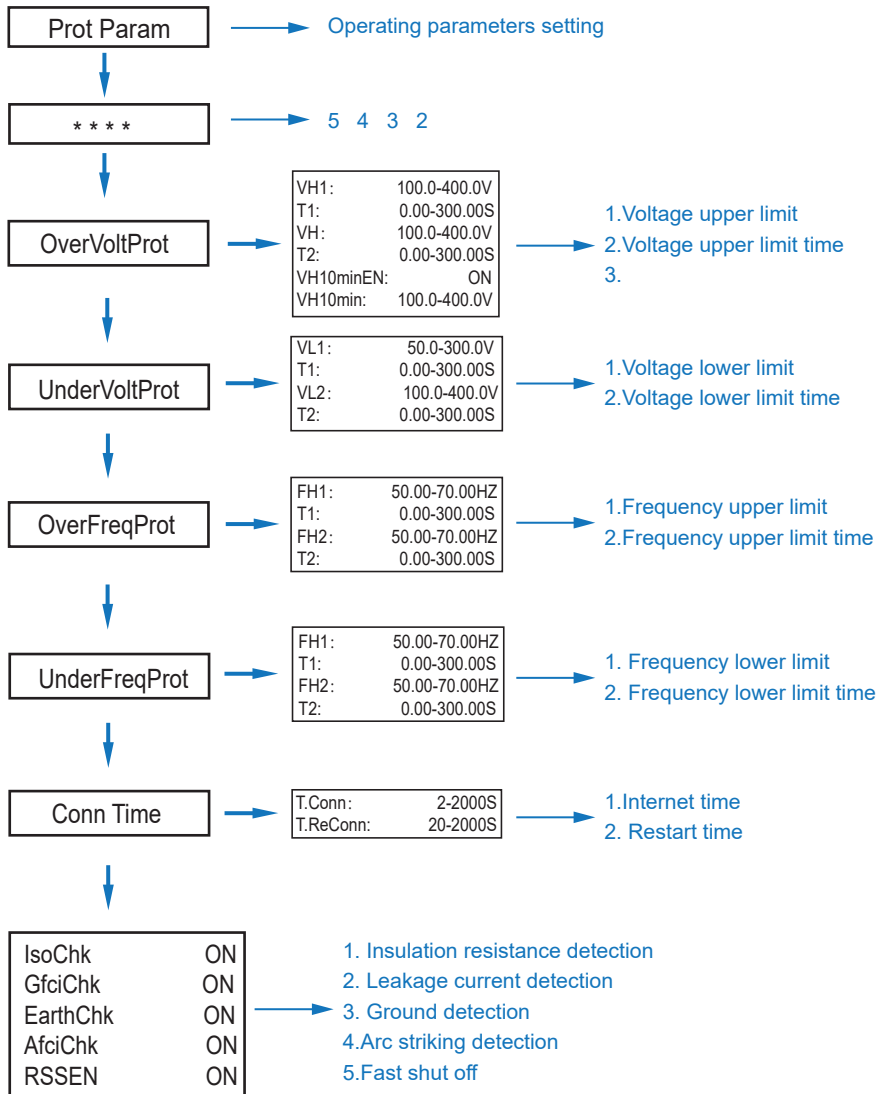 Prot Param
Operating parameters setting
* * * *
5 4 3 2
OverVoltProt
VH1: 100.0-400.0V
T1: 0.00-300.00S
VH: 100.0-400.0V
T2: 0.00-300.00S
VH10minEN: ON
VH10min: 100.0-400.0V
1.Voltage upper limit
2.Voltage upper limit time
3.
UnderVoltProt
VL1: 50.0-300.0V
T1: 0.00-300.00S
VL2: 100.0-400.0V
T2: 0.00-300.00S
1.Voltage lower limit
2.Voltage lower limit time
OverFreqProt
FH1: 50.00-70.00HZ
T1: 0.00-300.00S
FH2: 50.00-70.00HZ
T2: 0.00-300.00S
1.Frequency upper limit
2.Frequency upper limit time
UnderFreqProt
FH1: 50.00-70.00HZ
T1: 0.00-300.00S
FH2: 50.00-70.00HZ
T2: 0.00-300.00S
1. Frequency lower limit
2. Frequency lower limit time
Conn Time
T.Conn: 2-2000S
T.ReConn: 20-2000S
1.Internet time
2. Restart time
IsoChk ON
GfciChk ON
EarthChk ON
AfciChk ON
RSSEN ON
1. Insulation resistance detection
2. Leakage current detection
3. Ground detection
4.Arc striking detection
5.Fast shut off